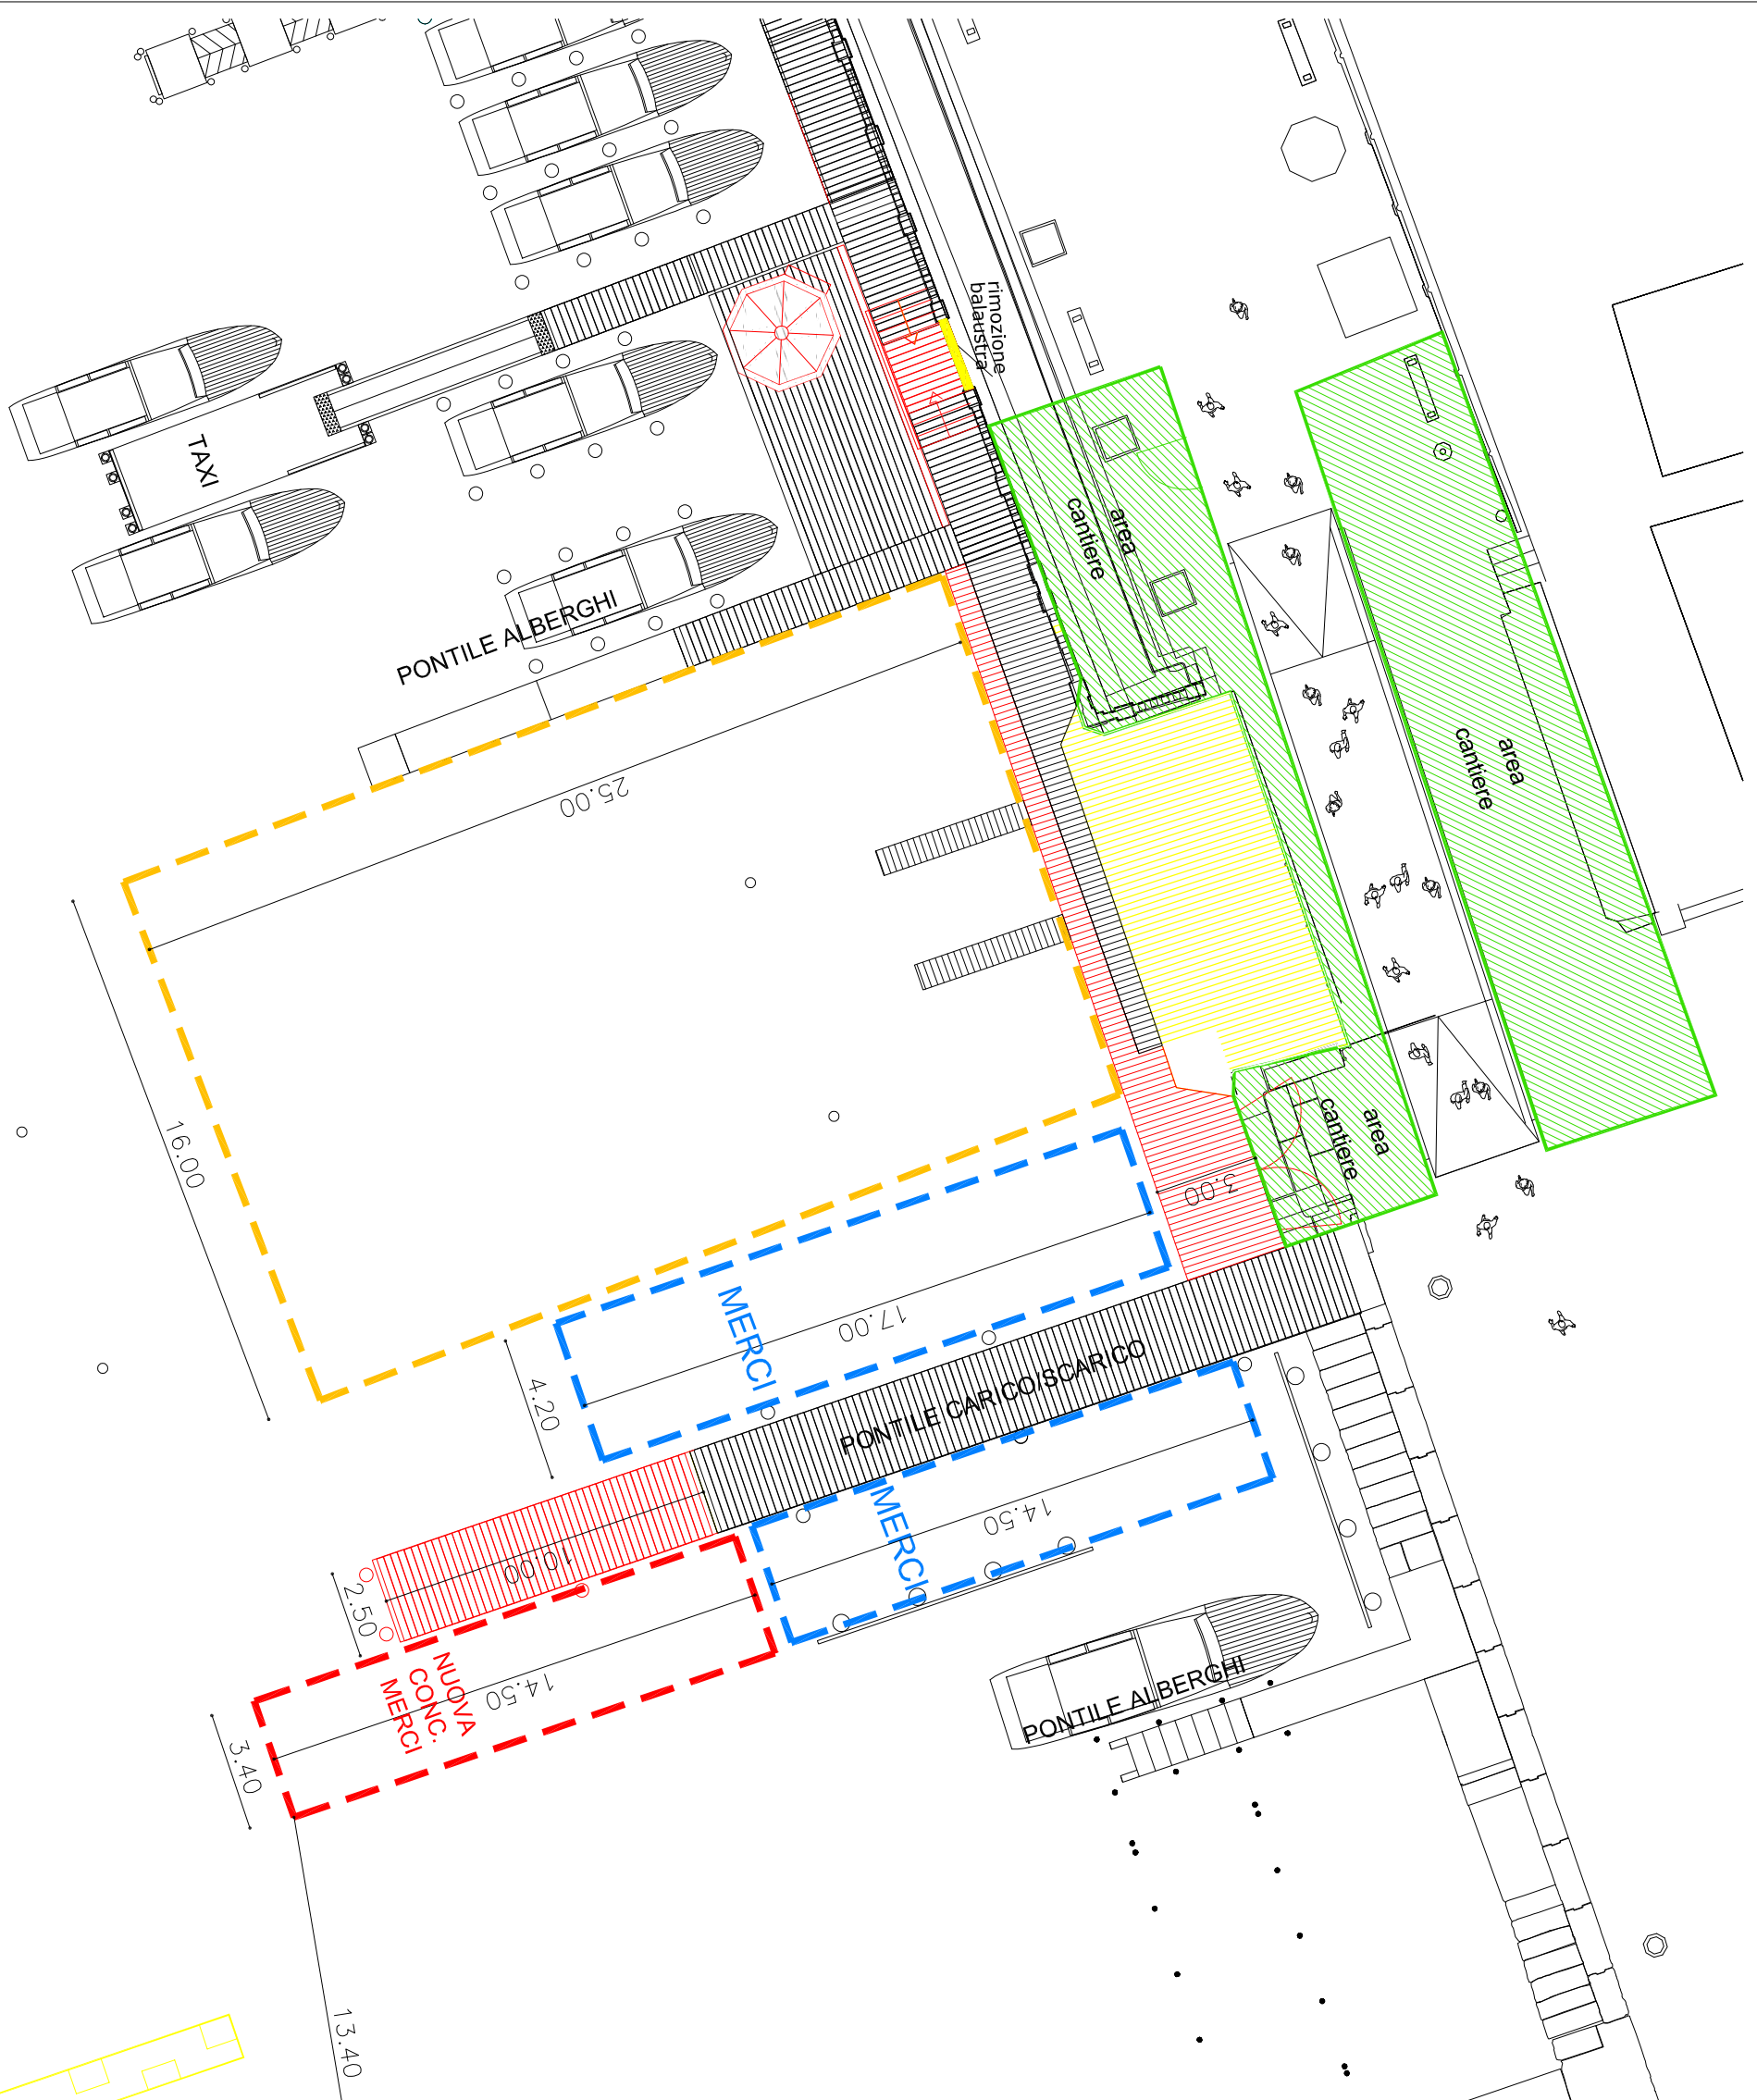 rimozione
balaustra
TAXI
area
cantiere
PONTILE ALBERGHI
25.00
area
cantiere
16.00
area
cantiere
3.00
MERCI
17.00
4.20
PONTILE CARICO/SCARICO
MERCI
14.50
10.00
2.50
NUOVA
CONC.
MERCI
14.50
PONTILE ALBERGHI
3.40
13.40